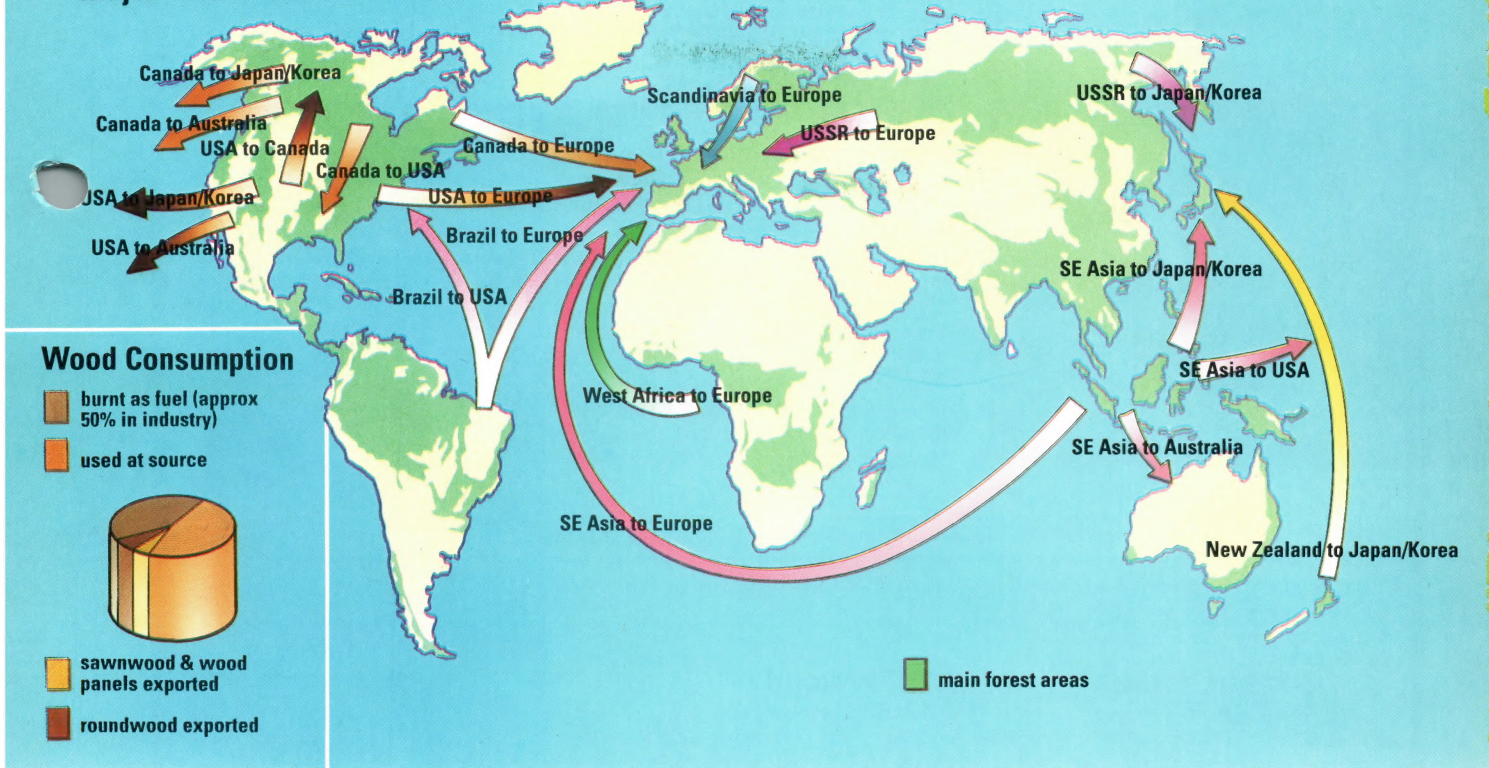 Canada to Japan/Korea
Canada to Australia
USA to Canada
Canada to USA
USA to Japan/Korea
USA to Australia
Canada to Europe
USA to Europe
Brazil to Europe
Brazil to USA
Scandinavia to Europe
USSR to Europe
USSR to Japan/Korea
SE Asia to Japan/Korea
SE Asia to USA
West Africa to Europe
SE Asia to Australia
SE Asia to Europe
New Zealand to Japan/Korea
Wood Consumption
burnt as fuel (approx
50% in industry)
used at source
sawnwood & wood
panels exported
roundwood exported
main forest areas